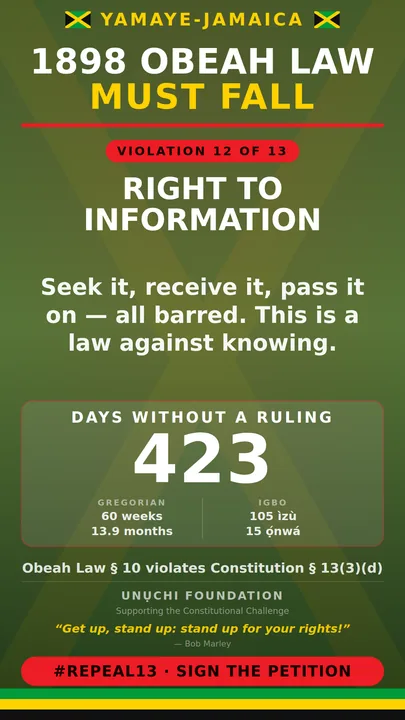 YAMAYE-JAMAICA
1898 OBEAH LAW
MUST FALL
VIOLATION 12 OF 13
RIGHT TO
INFORMATION
Seek it, receive it, pass it
on — all barred. This is a
law against knowing.
DAYS WITHOUT A RULING
423
GREGORIAN
60 weeks
13.9 months
IGBO
105 ìzù
15 ọ́nwá
Obeah Law § 10 violates Constitution § 13(3)(d)
UNỤCHI FOUNDATION
Supporting the Constitutional Challenge
“Get up, stand up: stand up for your rights!”
— Bob Marley
#REPEAL13 · SIGN THE PETITION